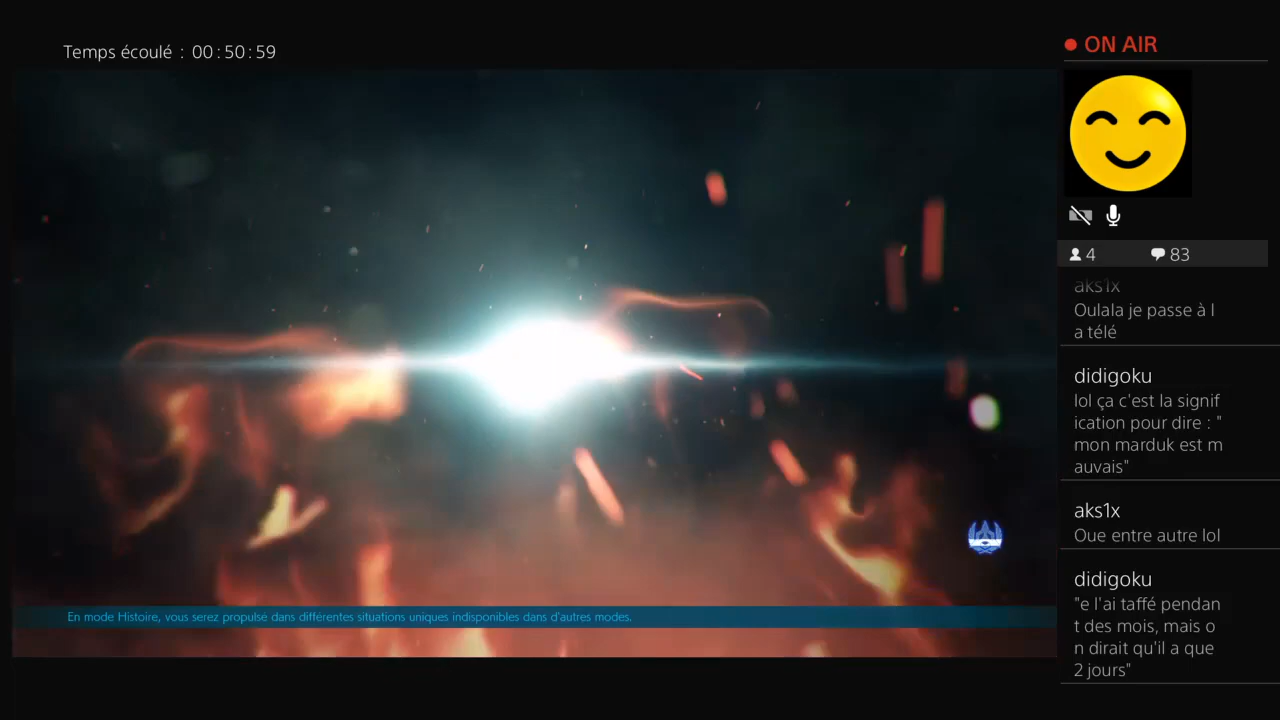 Temps écoulé : 00:50:59
ON AIR
4 83
aks1x
Oulala je passe à l
a télé
didigoku
lol ça c'est la signif
ication pour dire : "
mon marduk est m
auvais"
aks1x
Oue entre autre lol
didigoku
"e l'ai taffé pendan
t des mois, mais o
n dirait qu'il a que
2 jours"
En mode Histoire, vous serez propulsé dans différentes situations uniques indisponibles dans d'autres modes.